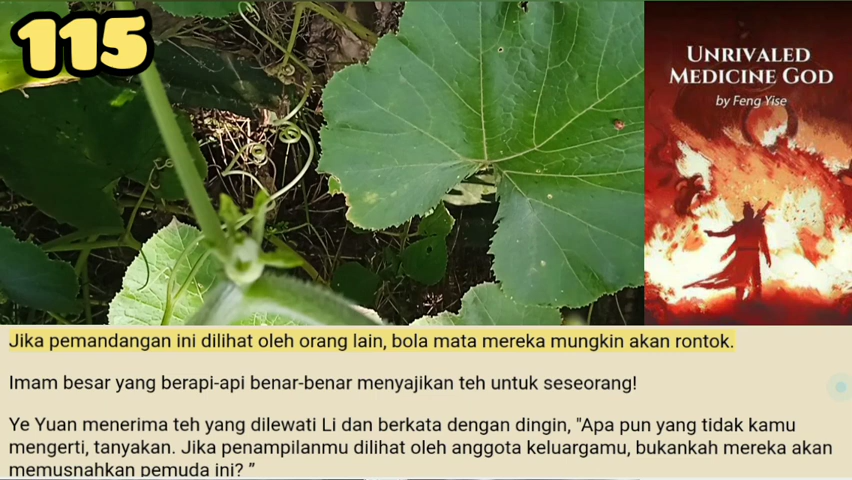 115
UNRIVALED
MEDICINE GOD
by Feng Yise
Jika pemandangan ini dilihat oleh orang lain, bola mata mereka mungkin akan rontok.
Imam besar yang berapi-api benar-benar menyajikan teh untuk seseorang!
Ye Yuan menerima teh yang dilewati Li dan berkata dengan dingin, "Apa pun yang tidak kamu
mengerti, tanyakan. Jika penampilanmu dilihat oleh anggota keluargamu, bukankah mereka akan
memusnahkan pemuda ini? ”